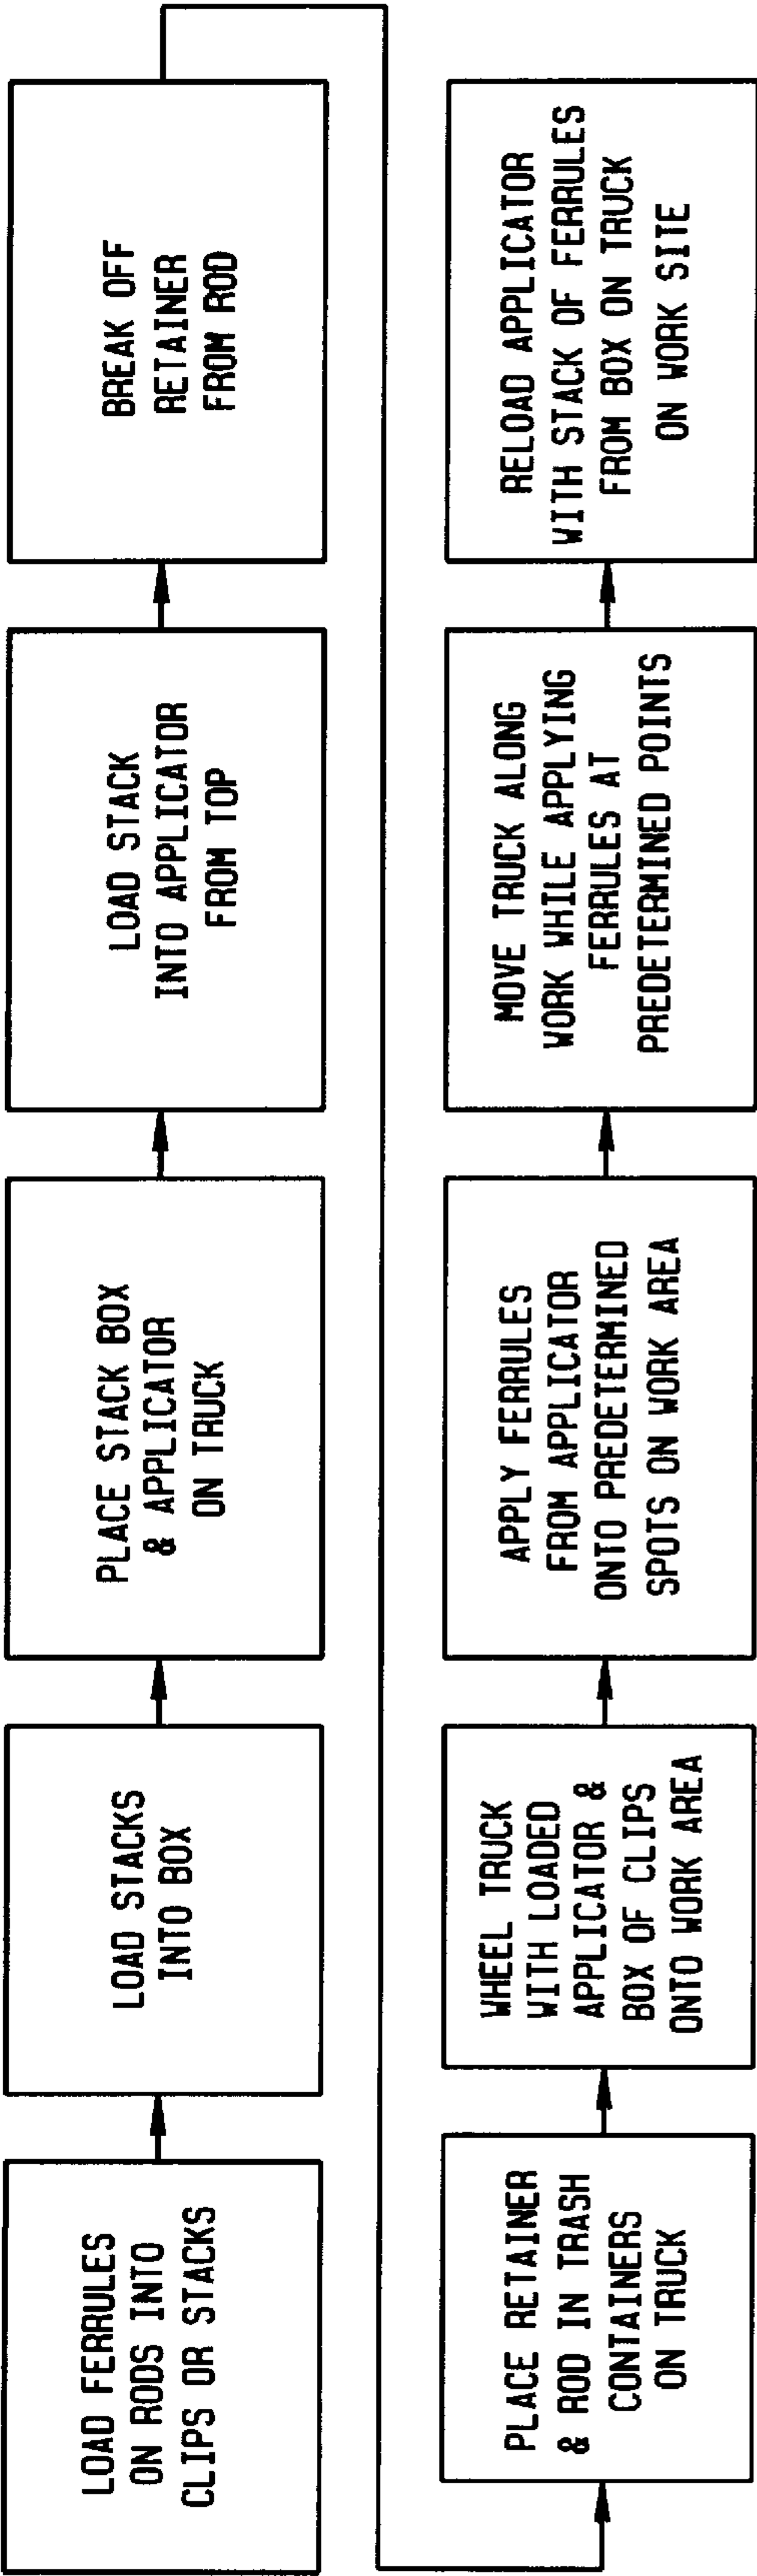 LOAD FERRULES
ON RODS INTO
CLIPS OR STACKS
LOAD STACKS
INTO BOX
PLACE STACK BOX
& APPLICATOR
ON TRUCK
LOAD STACK
INTO APPLICATOR
FROM TOP
BREAK OFF
RETAINER
FROM ROD
PLACE RETAINER
& ROD IN TRASH
CONTAINERS
ON TRUCK
WHEEL TRUCK
WITH LOADED
APPLICATOR &
BOX OF CLIPS
ONTO WORK AREA
APPLY FERRULES
FROM APPLICATOR
ONTO PREDETERMINED
SPOTS ON WORK AREA
MOVE TRUCK ALONG
WORK WHILE APPLYING
FERRULES AT
PREDETERMINED POINTS
RELOAD APPLICATOR
WITH STACK OF FERRULES
FROM BOX ON TRUCK
ON WORK SITE